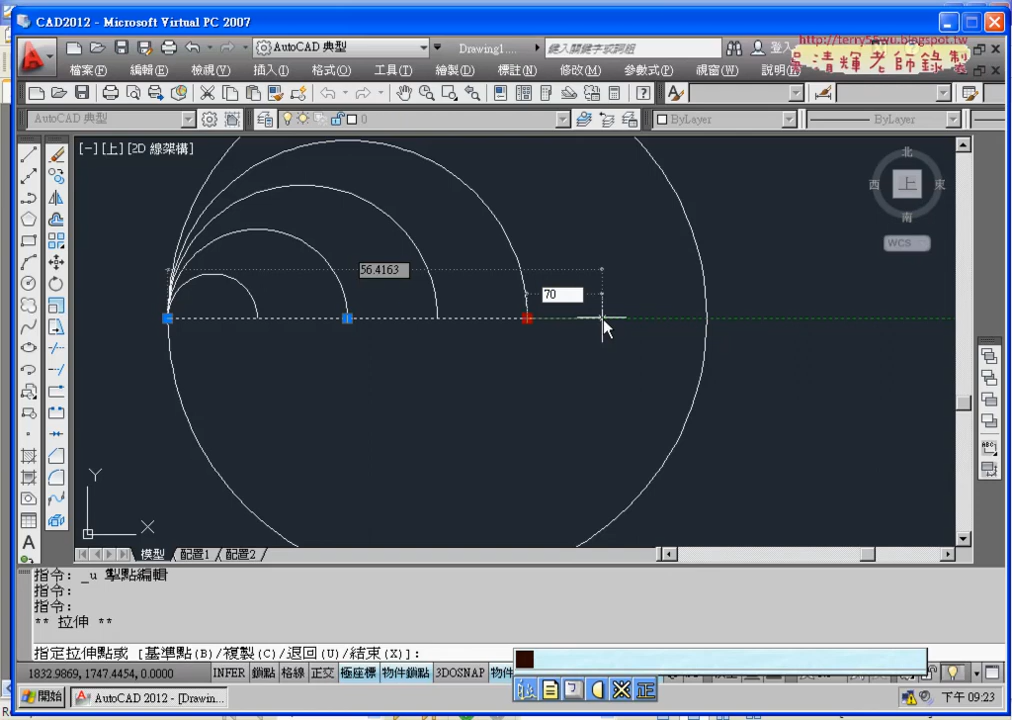 CAD2012 - Microsoft Virtual PC 2007
http://terry55wu.blogspot.tw
吳清輝老師錄製
AutoCAD 典型
Drawing1....
鍵入關鍵字或詞組
登入
檔案(F) 編輯(E) 檢視(V) 插入(I) 格式(O) 工具(T) 繪製(D) 標註(N) 修改(M) 參數式(P) 視窗(W) 說明(H)
AutoCAD 典型
0
ByLayer
ByLayer
[−] [上] [2D 線架構]
北
西 上 東
南
WCS
56.4163
70
Y
X
模型 配置1 配置2
指令: _u 掣點編輯
指令:
指令:
** 拉伸 **
指定拉伸點或 [基準點(B)/複製(C)/退回(U)/結束(X)]:
1832.9869, 1747.4454, 0.0000 INFER 鎖點 格線 正交 極座標 物件鎖點 3DOSNAP 物件
正
開始 AutoCAD 2012 - [Drawin... 下午 09:23